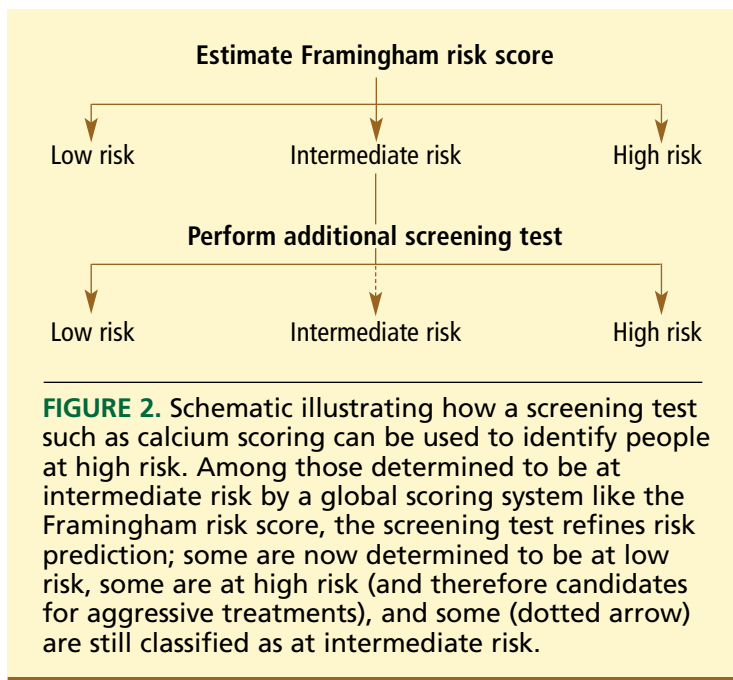 Estimate Framingham risk score
Low risk Intermediate risk High risk
Perform additional screening test
Low risk Intermediate risk High risk
FIGURE 2. Schematic illustrating how a screening test
such as calcium scoring can be used to identify people
at high risk. Among those determined to be at
intermediate risk by a global scoring system like the
Framingham risk score, the screening test refines risk
prediction; some are now determined to be at low
risk, some are at high risk (and therefore candidates
for aggressive treatments), and some (dotted arrow)
are still classified as at intermediate risk.